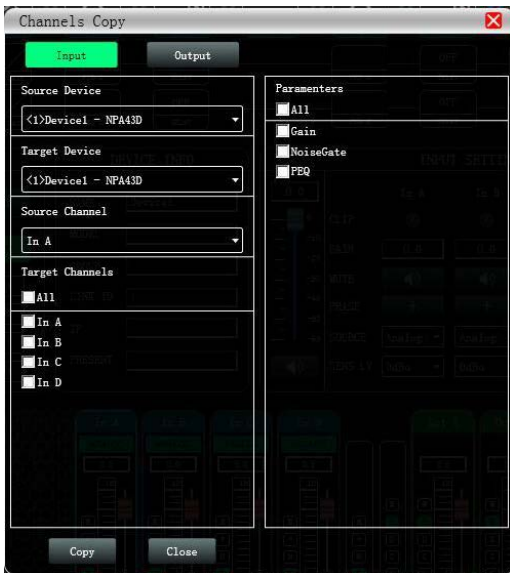 Channels Copy
Input
Output
Source Device
<1>Device1 - NPA43D
Target Device
<1>Device1 - NPA43D
Source Channel
In A
Target Channels
All
In A
In B
In C
In D
Paramenters
All
Gain
NoiseGate
PEQ
Copy
Close